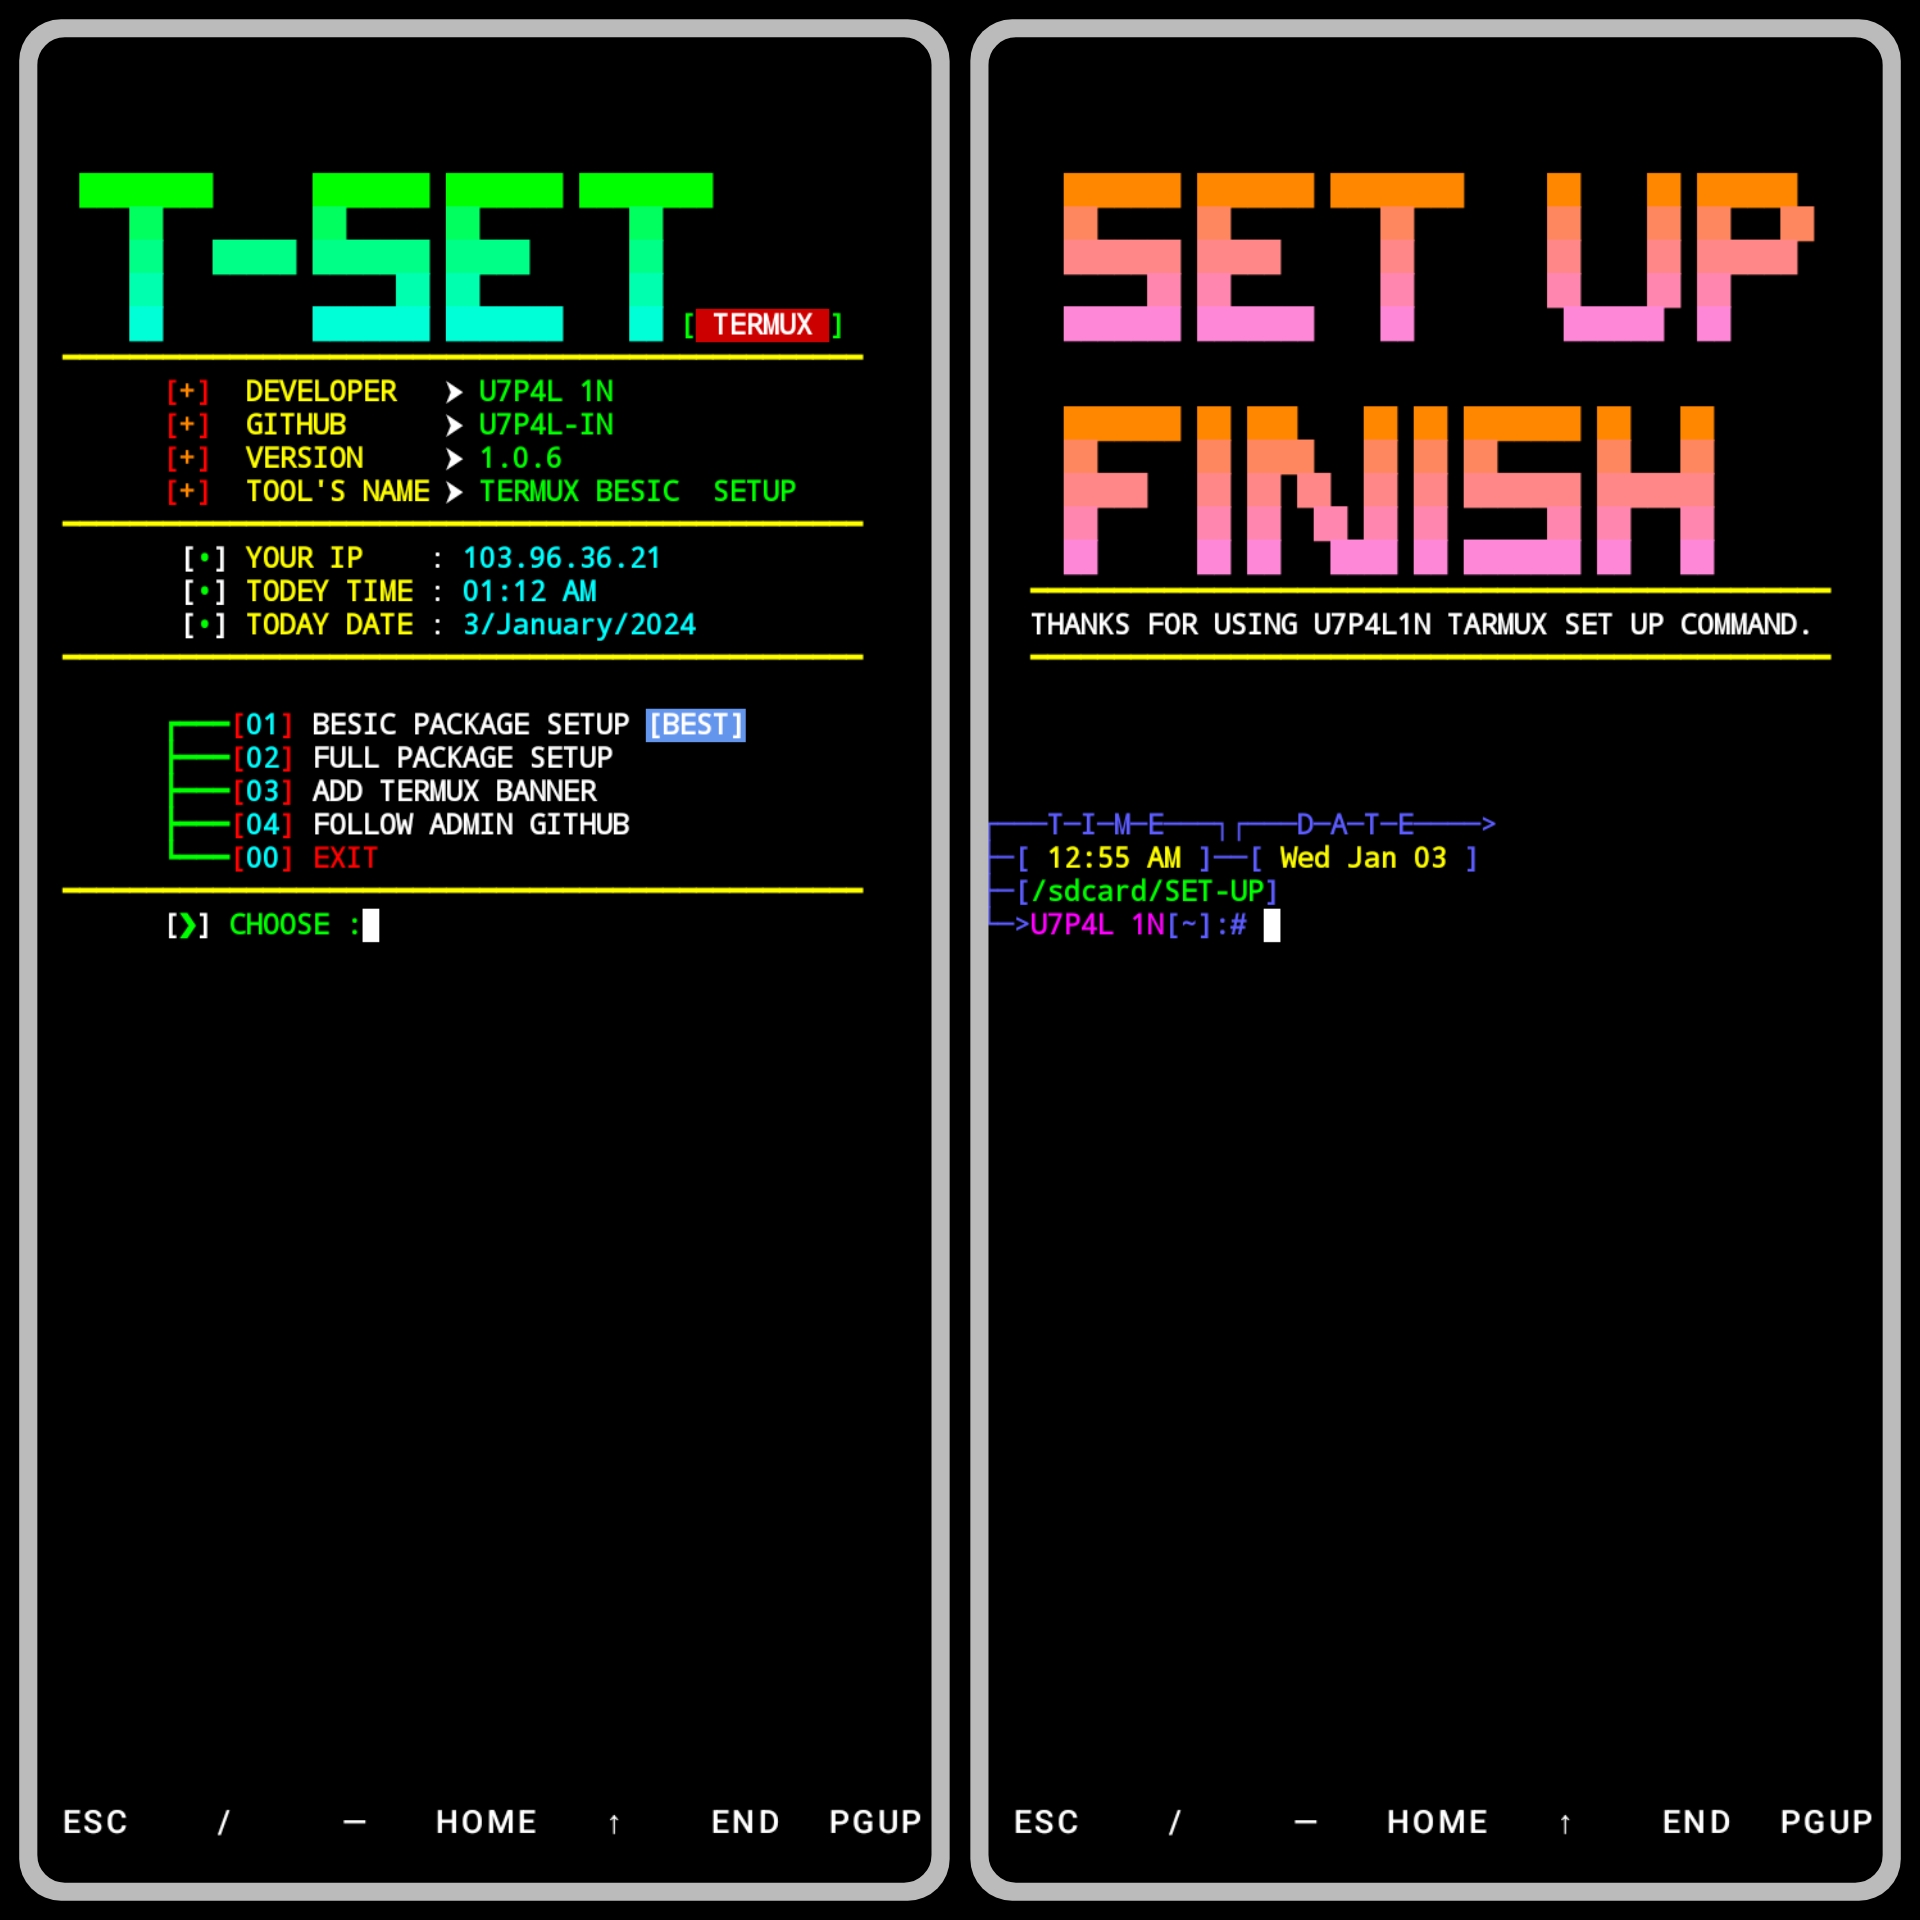 T-SET
[ TERMUX ]
[+] DEVELOPER ➤ U7P4L 1N
[+] GITHUB ➤ U7P4L-IN
[+] VERSION ➤ 1.0.6
[+] TOOL'S NAME ➤ TERMUX BESIC  SETUP
[•] YOUR IP : 103.96.36.21
[•] TODEY TIME : 01:12 AM
[•] TODAY DATE : 3/January/2024
[01] BESIC PACKAGE SETUP [BEST]
[02] FULL PACKAGE SETUP
[03] ADD TERMUX BANNER
[04] FOLLOW ADMIN GITHUB
[00] EXIT
[❯] CHOOSE :
ESC / — HOME ↑ END PGUP
SET UP
FINISH
THANKS FOR USING U7P4L1N TARMUX SET UP COMMAND.
┌───T─I─M─E───┐┌───D─A─T─E────>
─[ 12:55 AM ]──[ Wed Jan 03 ]
─[/sdcard/SET-UP]
─>U7P4L 1N[~]:#
ESC / — HOME ↑ END PGUP